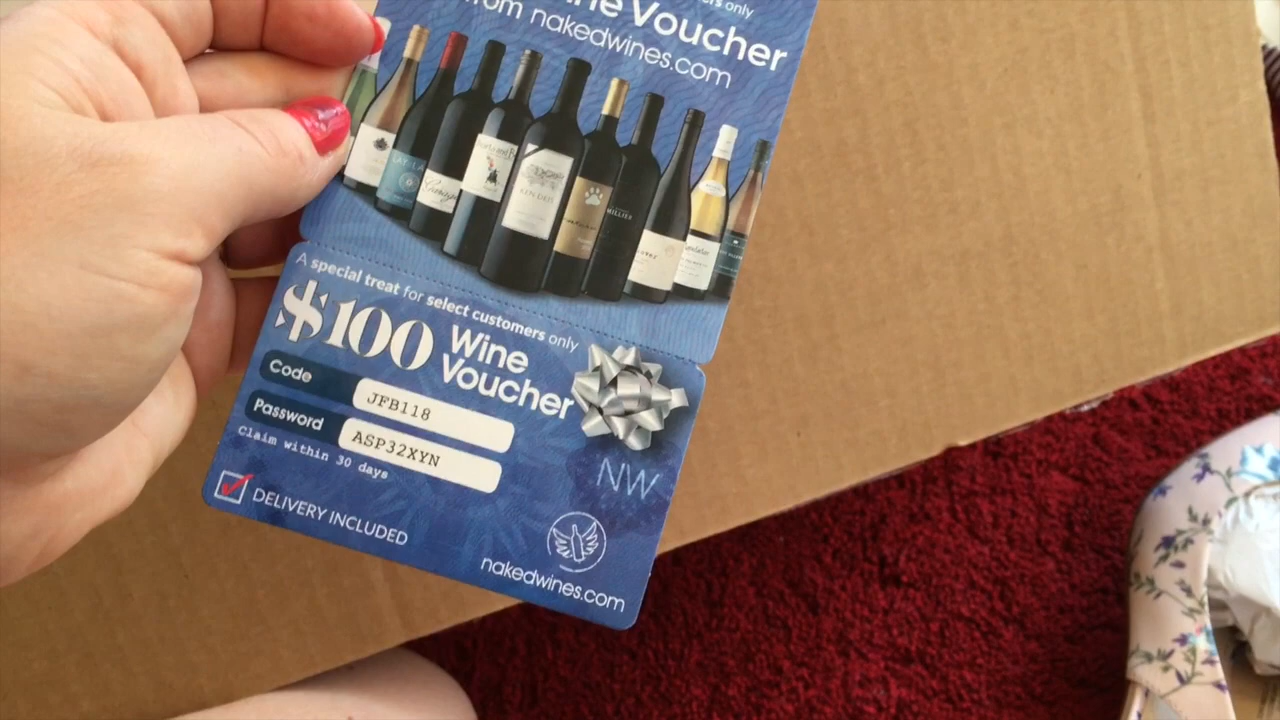 only
Wine Voucher
from nakedwines.com
A special treat for select customers only
$100 Wine
Voucher
Code JFB118
Password ASP32XYN
Claim within 30 days
NW
DELIVERY INCLUDED
nakedwines.com